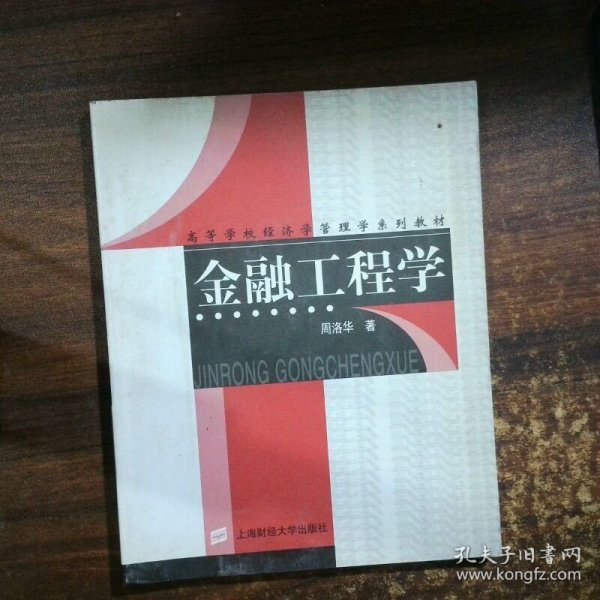 高等学校经济学管理学系列教材
金融工程学
周洛华 著
JINRONG GONGCHENGXUE
上海财经大学出版社
孔夫子旧书网
www.kongfz.com